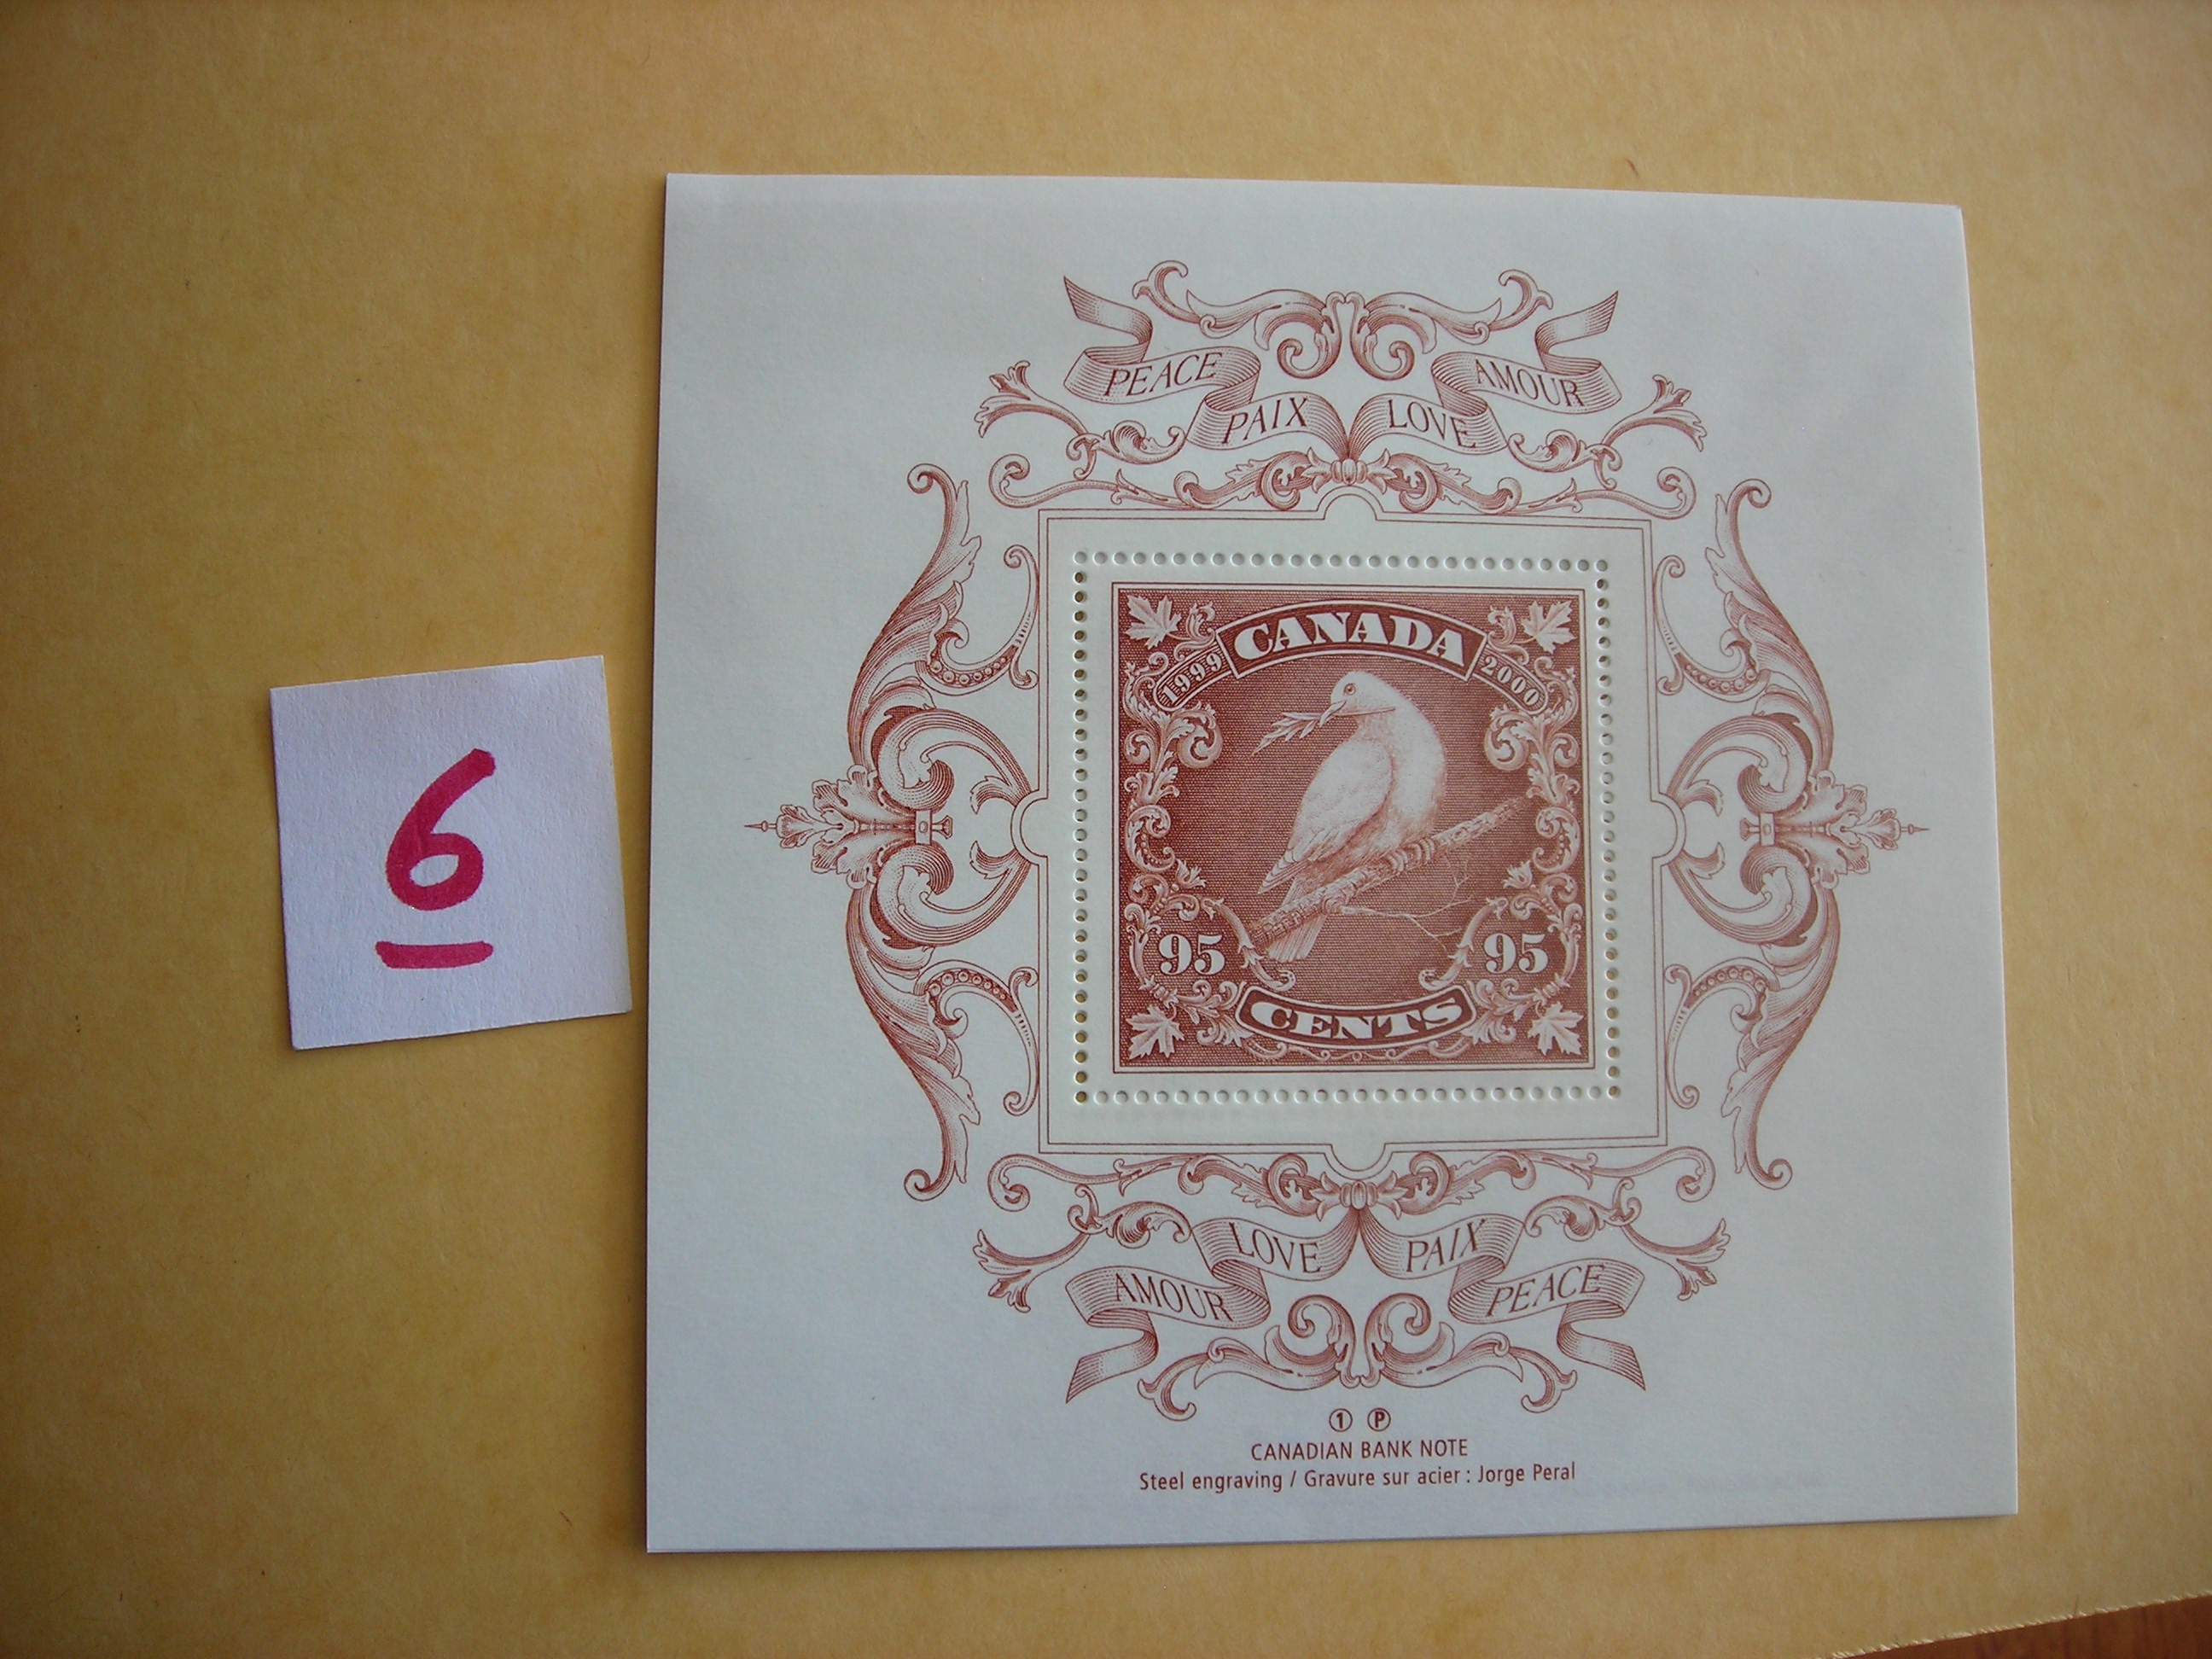 6
PEACE AMOUR
PAIX LOVE
CANADA
1999 2000
95 95
CENTS
LOVE PAIX
AMOUR PEACE
1 P
CANADIAN BANK NOTE
Steel engraving / Gravure sur acier : Jorge Peral